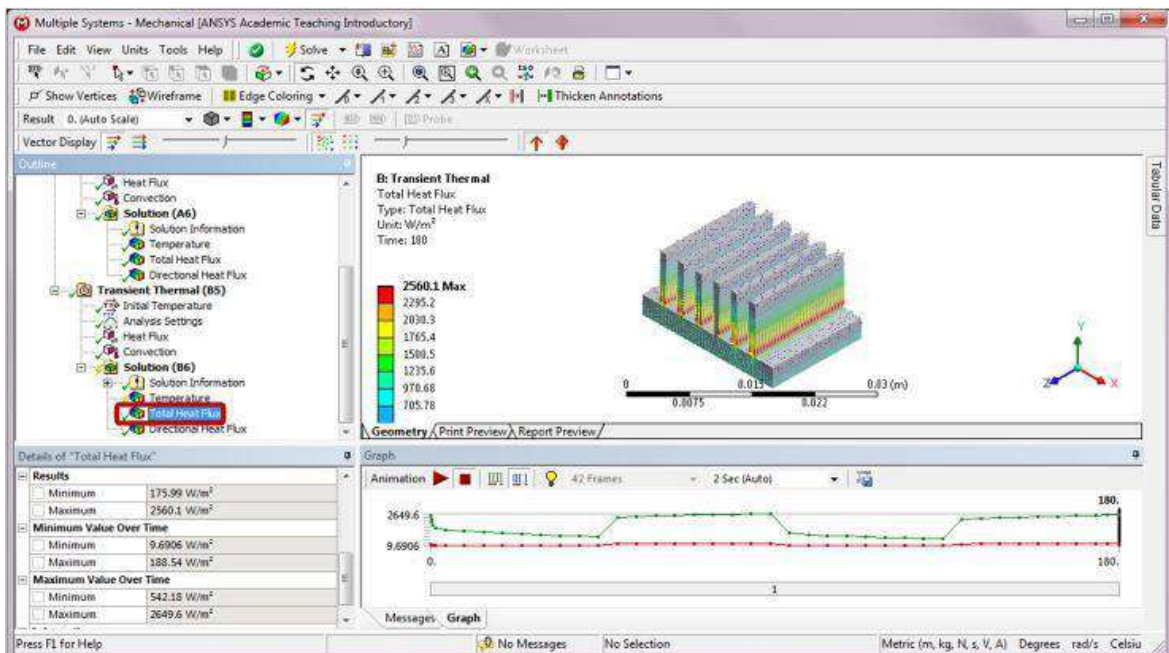 Multiple Systems - Mechanical [ANSYS Academic Teaching Introductory]
File Edit View Units Tools Help Solve Worksheet
Show Vertices Wireframe Edge Coloring Thicken Annotations
Result 0. (Auto Scale) Probe
Vector Display
Outline
Heat Flux
Convection
Solution (A6)
Solution Information
Temperature
Total Heat Flux
Directional Heat Flux
Transient Thermal (B5)
Initial Temperature
Analysis Settings
Heat Flux
Convection
Solution (B6)
Solution Information
Temperature
Total Heat Flux
Directional Heat Flux
B: Transient Thermal
Total Heat Flux
Type: Total Heat Flux
Unit: W/m²
Time: 180
2560.1 Max
2295.2
2030.3
1765.4
1500.5
1235.6
970.68
705.78
0 0.015 0.03 (m)
0.0075 0.022
Y
Z X
Tabular Data
Geometry Print Preview Report Preview
Details of "Total Heat Flux"
Results
Minimum 175.99 W/m²
Maximum 2560.1 W/m²
Minimum Value Over Time
Minimum 9.6906 W/m²
Maximum 188.54 W/m²
Maximum Value Over Time
Minimum 542.18 W/m²
Maximum 2649.6 W/m²
Graph
Animation 42 Frames 2 Sec (Auto)
180.
2649.6
9.6906
0. 180.
1
Messages Graph
Press F1 for Help No Messages No Selection Metric (m, kg, N, s, V, A) Degrees rad/s Celsiu